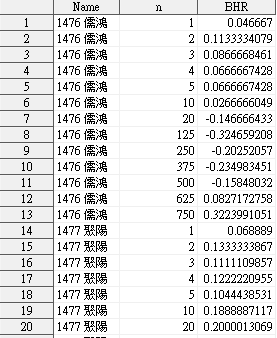 Name n BHR
1 1476 儒鴻 1 0.046667
2 1476 儒鴻 2 0.1133334079
3 1476 儒鴻 3 0.0866668461
4 1476 儒鴻 4 0.0666667428
5 1476 儒鴻 5 0.0666667428
6 1476 儒鴻 10 0.0266666049
7 1476 儒鴻 20 -0.146666433
8 1476 儒鴻 125 -0.324659208
9 1476 儒鴻 250 -0.20252057
10 1476 儒鴻 375 -0.234983451
11 1476 儒鴻 500 -0.15848032
12 1476 儒鴻 625 0.0827172758
13 1476 儒鴻 750 0.3223991051
14 1477 聚陽 1 0.068889
15 1477 聚陽 2 0.1333333867
16 1477 聚陽 3 0.1111109857
17 1477 聚陽 4 0.1222220955
18 1477 聚陽 5 0.1044438531
19 1477 聚陽 10 0.1888887117
20 1477 聚陽 20 0.2000013069